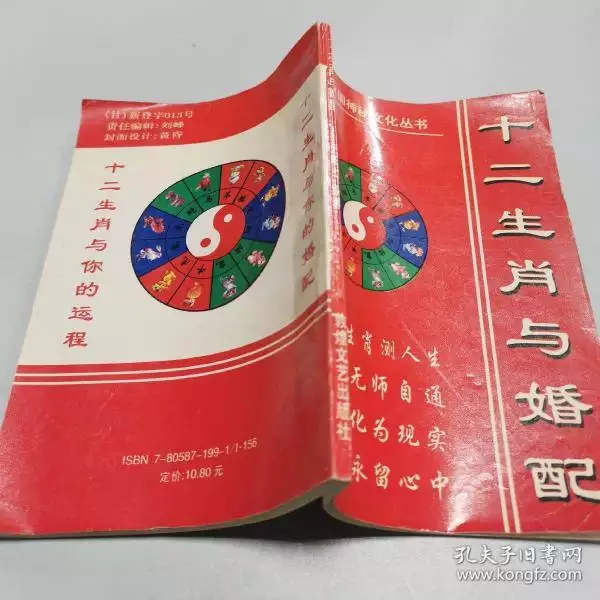 (甘)新登字013号
责任编辑:刘峰
封面设计:黄昏
十二生肖与你的运程
十二生肖与你的婚配
ISBN 7-80587-199-1/I·156
定价:10.80元
敦煌文艺出版社
文化丛书
十二生肖与婚配
生肖测人生
无师自通
化为现实
永留心中
孔夫子旧书网
www.kongfz.com